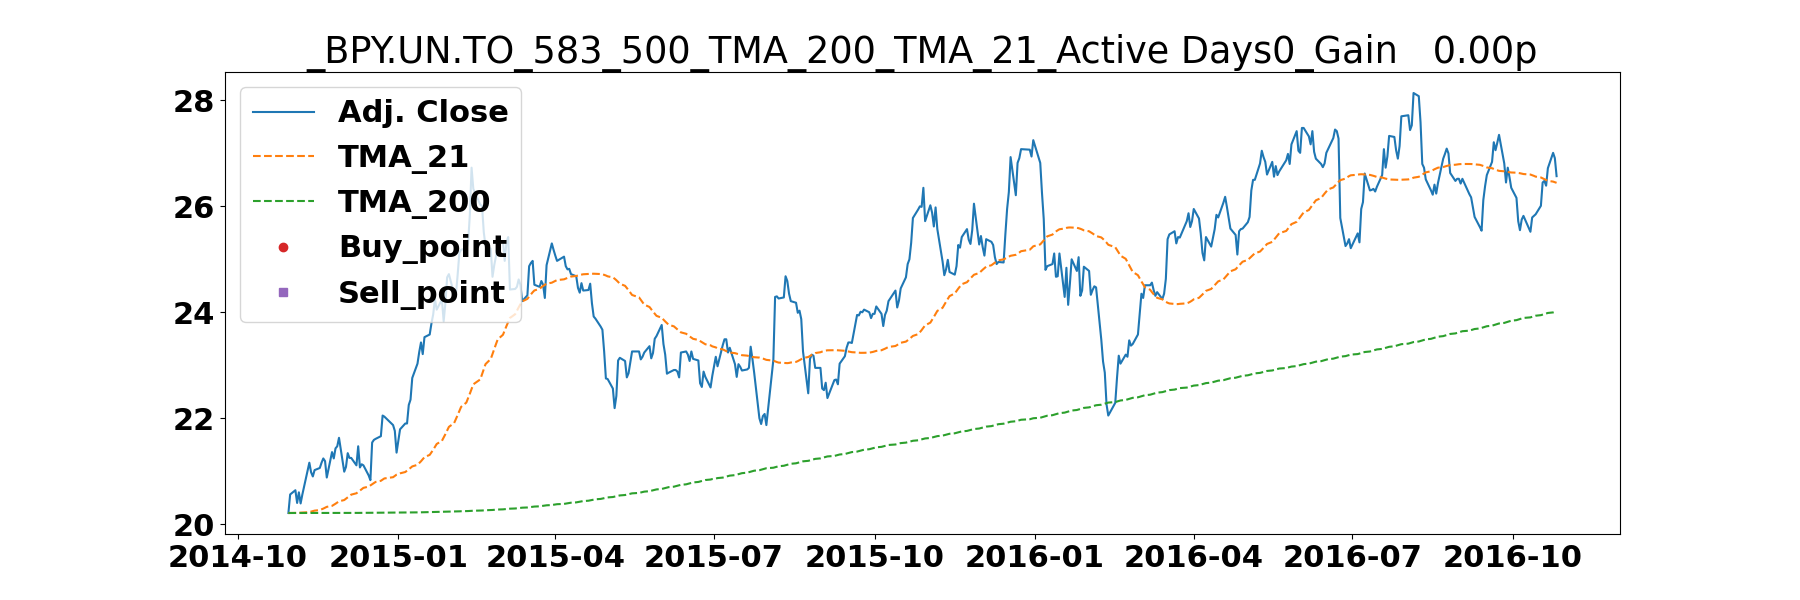 _BPY.UN.TO_583_500_TMA_200_TMA_21_Active Days0_Gain   0.00p
Adj. Close
TMA_21
TMA_200
Buy_point
Sell_point
28
26
24
22
20
2014-10 2015-01 2015-04 2015-07 2015-10 2016-01 2016-04 2016-07 2016-10